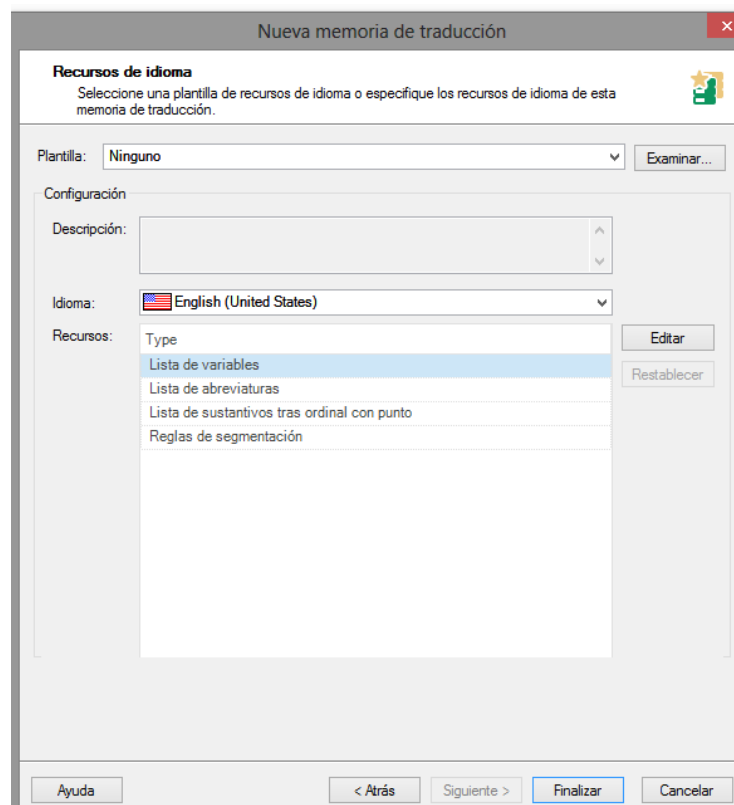 Nueva memoria de traducción
Recursos de idioma
Seleccione una plantilla de recursos de idioma o especifique los recursos de idioma de esta
memoria de traducción.
Plantilla: Ninguno Examinar...
Configuración
Descripción:
Idioma: English (United States)
Recursos: Type Editar
Lista de variables Restablecer
Lista de abreviaturas
Lista de sustantivos tras ordinal con punto
Reglas de segmentación
Ayuda < Atrás Siguiente > Finalizar Cancelar